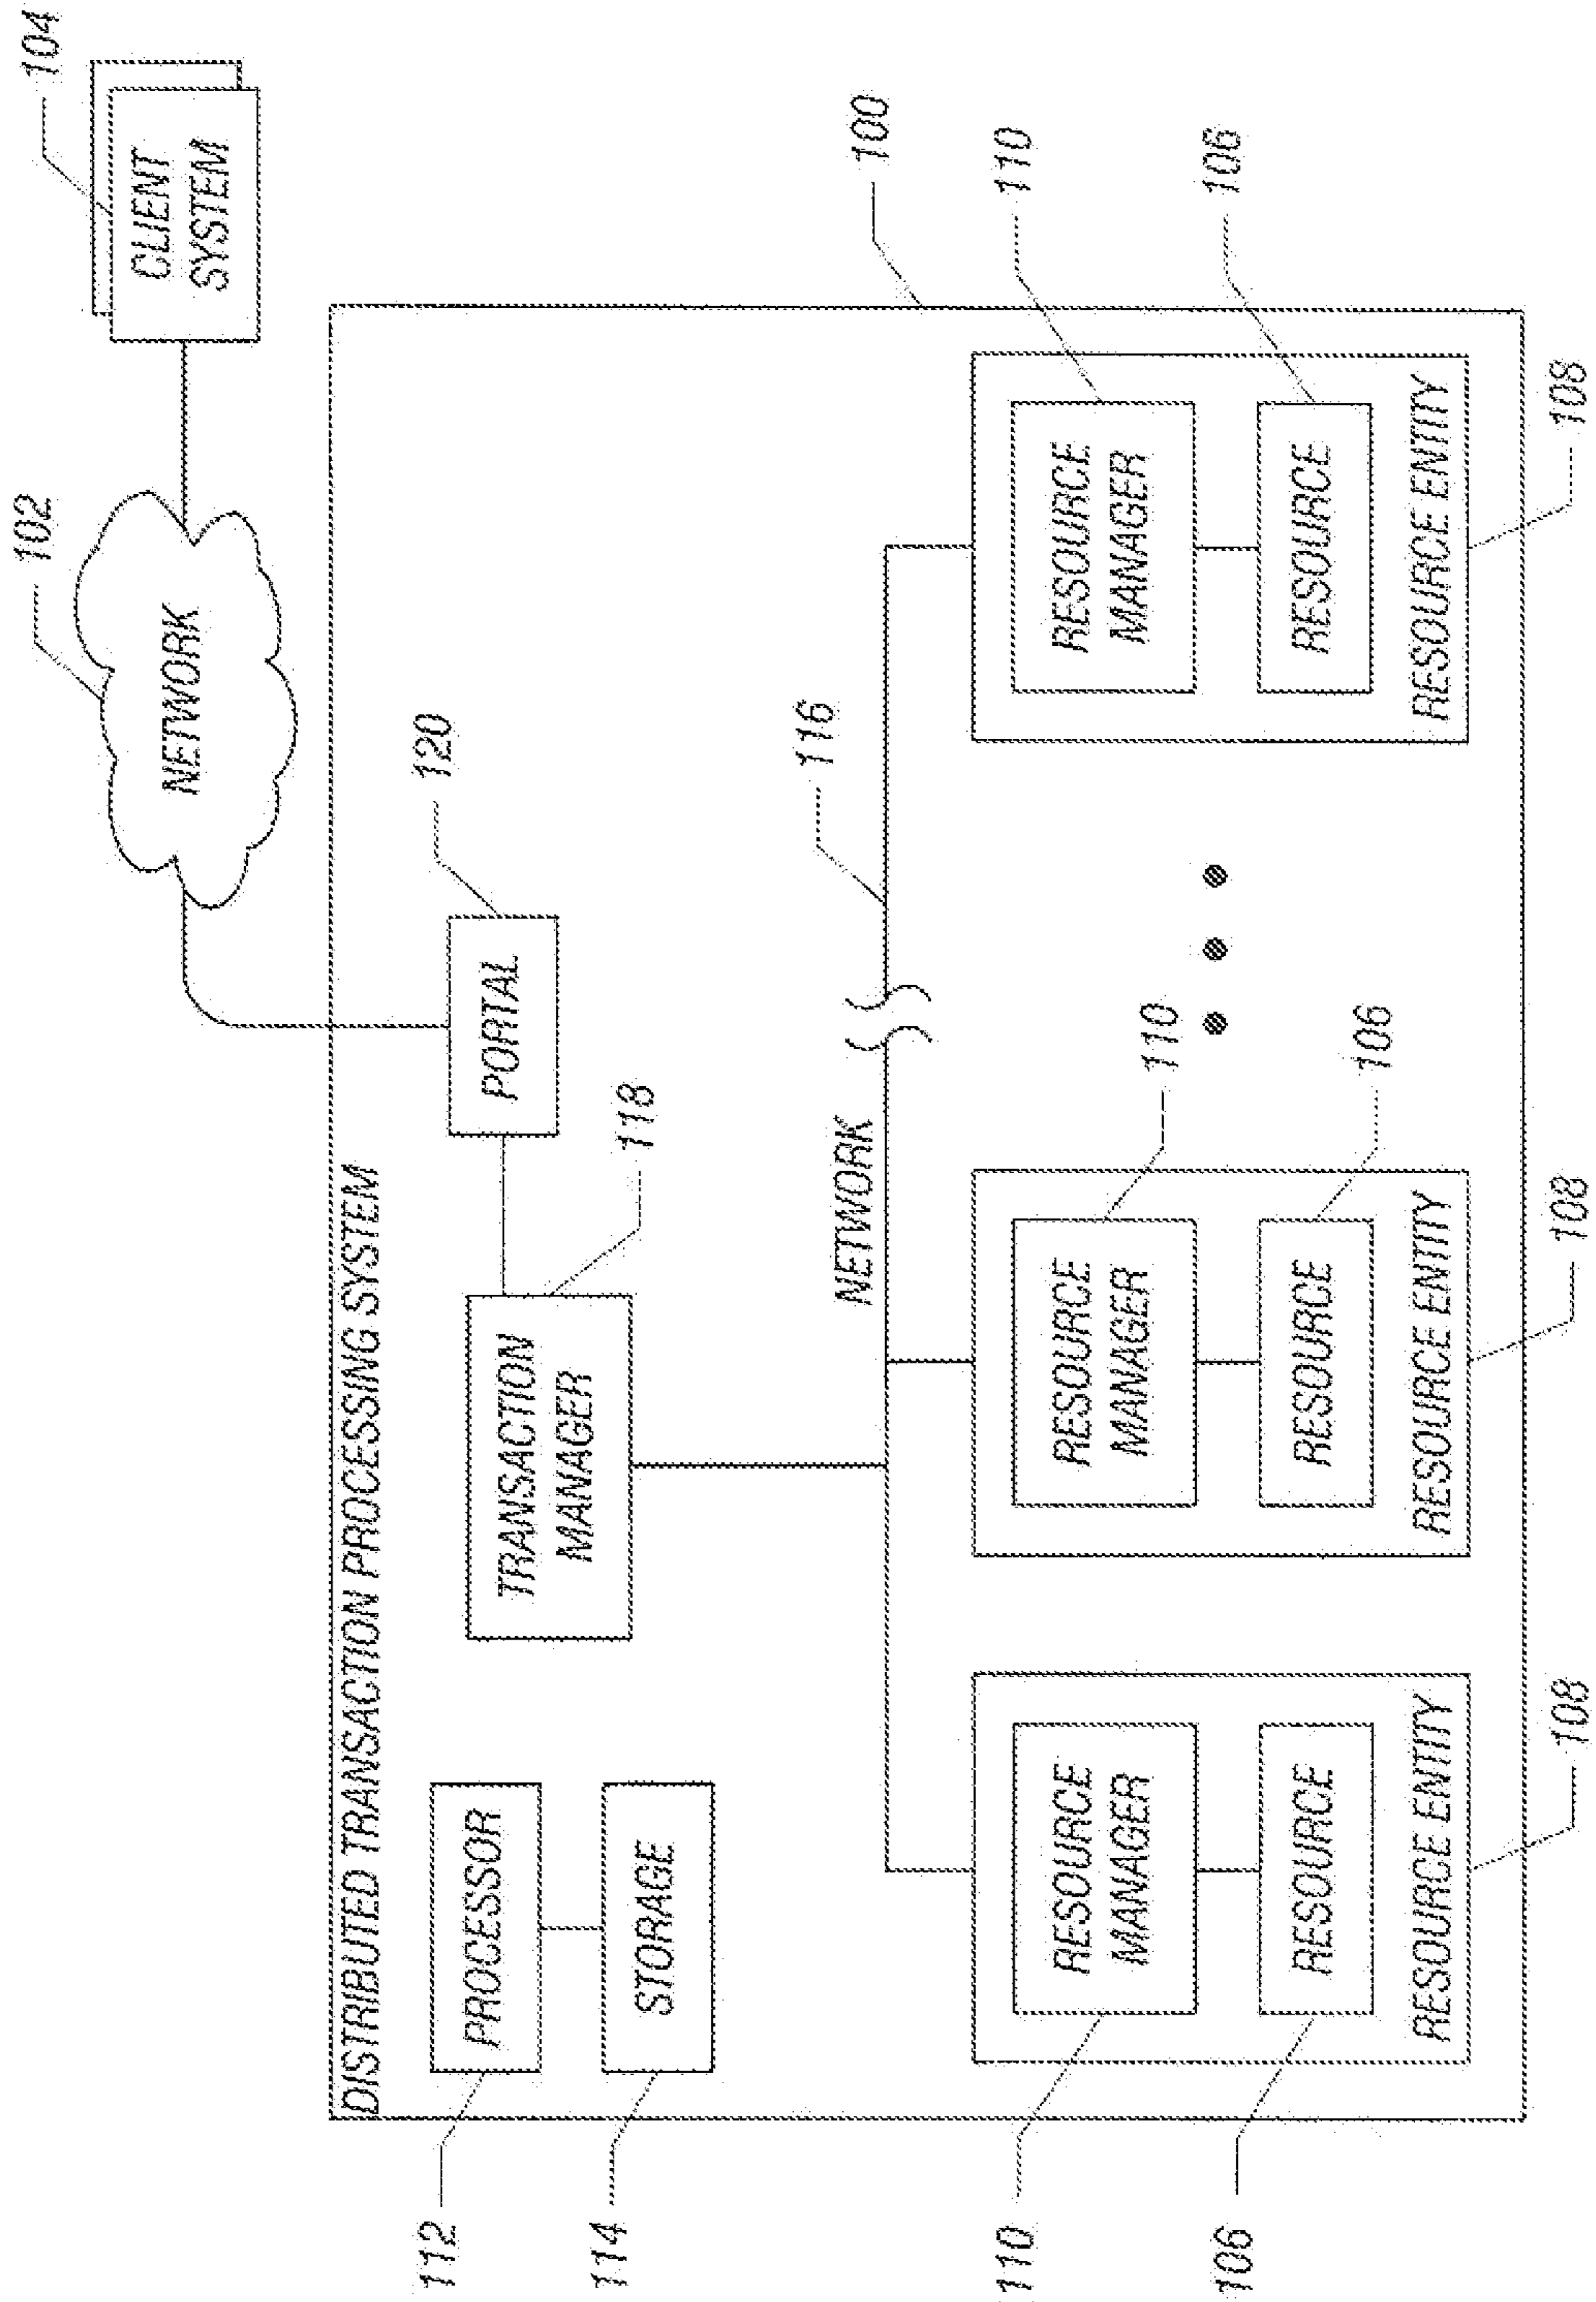 104
CLIENT
SYSTEM
102
NETWORK
100
DISTRIBUTED TRANSACTION PROCESSING SYSTEM
112
PROCESSOR
114
STORAGE
TRANSACTION
MANAGER
118
PORTAL
120
NETWORK
116
110
RESOURCE
MANAGER
106
RESOURCE
RESOURCE ENTITY
108
110
RESOURCE
MANAGER
106
RESOURCE
RESOURCE ENTITY
108
110
RESOURCE
MANAGER
106
RESOURCE
RESOURCE ENTITY
108